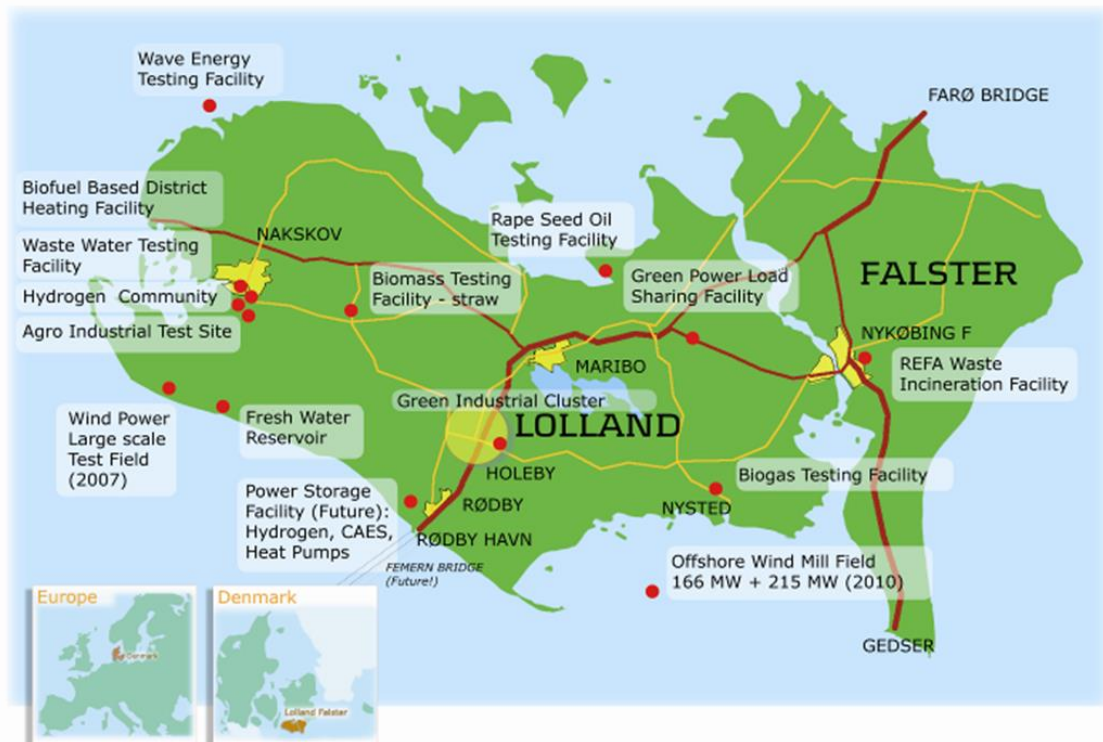 Wave Energy
Testing Facility
FARØ BRIDGE
Biofuel Based District
Heating Facility
NAKSKOV
Waste Water Testing
Facility
Hydrogen Community
Agro Industrial Test Site
Rape Seed Oil
Testing Facility
Biomass Testing
Facility - straw
Green Power Load
Sharing Facility
FALSTER
NYKØBING F
REFA Waste
Incineration Facility
MARIBO
Green Industrial Cluster
LOLLAND
Wind Power
Large scale
Test Field
(2007)
Fresh Water
Reservoir
HOLEBY
Biogas Testing Facility
Power Storage
Facility (Future):
Hydrogen, CAES,
Heat Pumps
RØDBY
NYSTED
RØDBY HAVN
FEMERN BRIDGE
(Future!)
Offshore Wind Mill Field
166 MW + 215 MW (2010)
GEDSER
Europe
Denmark
Denmark
Lolland Falster